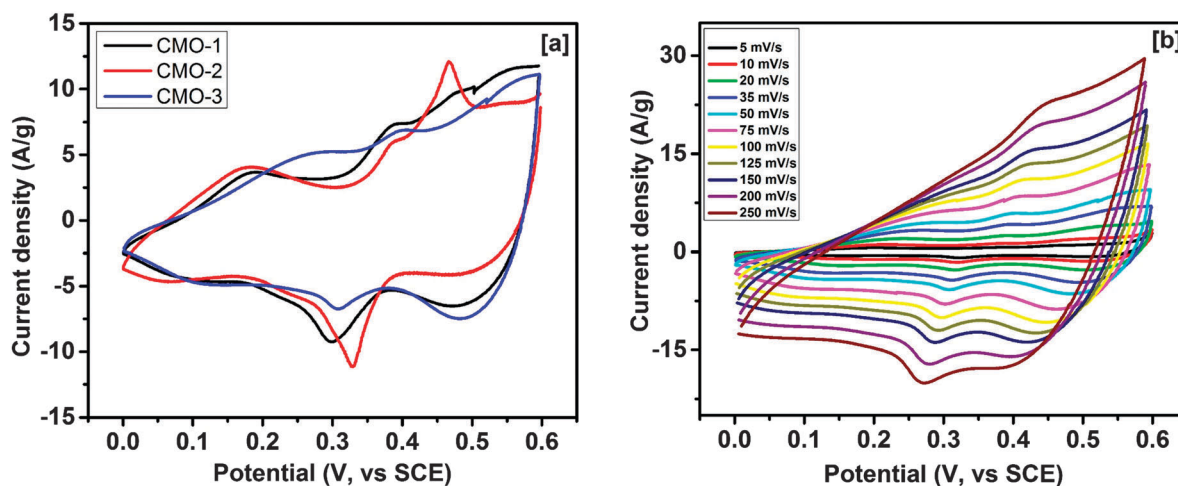 [a]
CMO-1
CMO-2
CMO-3
15
10
5
0
-5
-10
-15
Current density (A/g)
0.0 0.1 0.2 0.3 0.4 0.5 0.6
Potential (V, vs SCE)
[b]
5 mV/s
10 mV/s
20 mV/s
35 mV/s
50 mV/s
75 mV/s
100 mV/s
125 mV/s
150 mV/s
200 mV/s
250 mV/s
30
15
0
-15
Current density (A/g)
0.0 0.1 0.2 0.3 0.4 0.5 0.6
Potential (V, vs SCE)